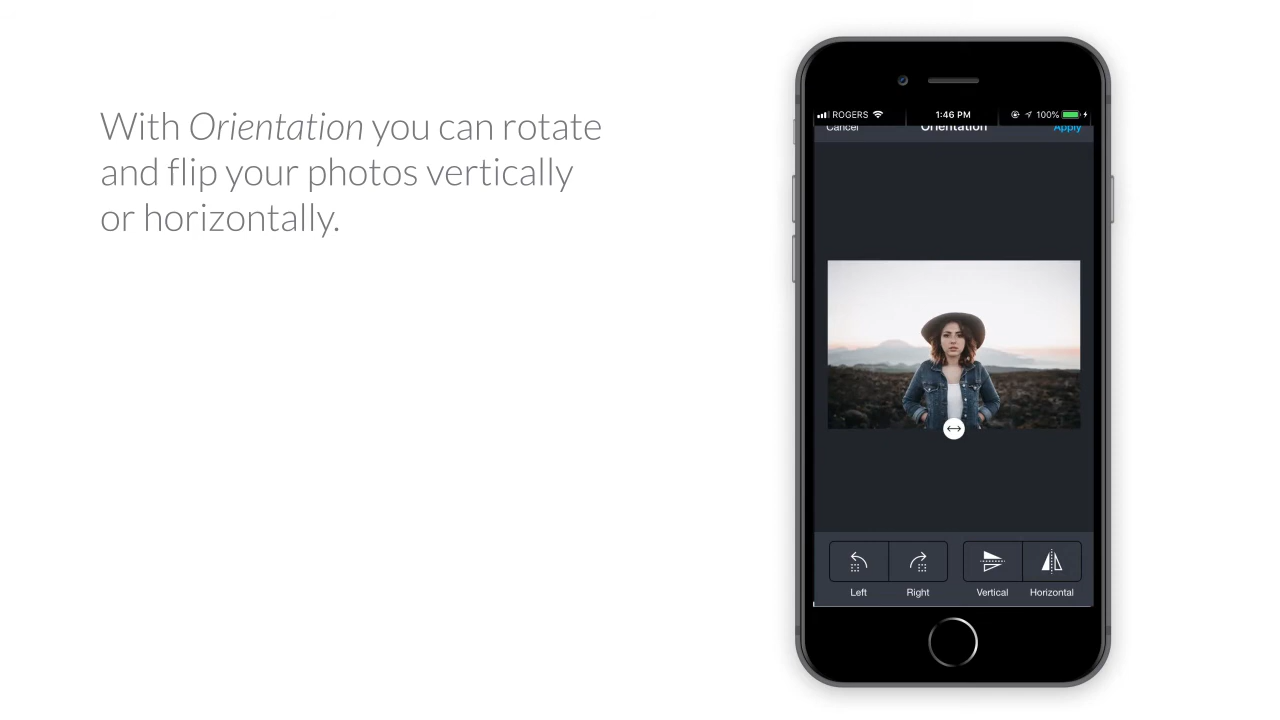 With Orientation you can rotate
and flip your photos vertically
or horizontally.
ROGERS 1:46 PM 100%
Cancel Orientation Apply
Left Right Vertical Horizontal